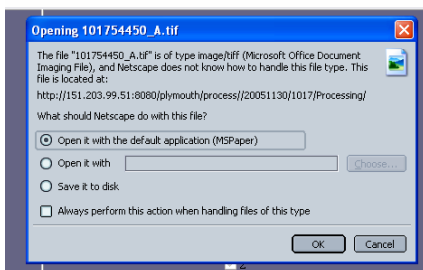 Opening 101754450_A.tif
The file "101754450_A.tif" is of type image/tiff (Microsoft Office Document
Imaging File), and Netscape does not know how to handle this file type. This
file is located at:
http://151.203.99.51:8080/plymouth/process//20051130/1017/Processing/
What should Netscape do with this file?
Open it with the default application (MSPaper)
Open it with
Choose...
Save it to disk
Always perform this action when handling files of this type
OK Cancel